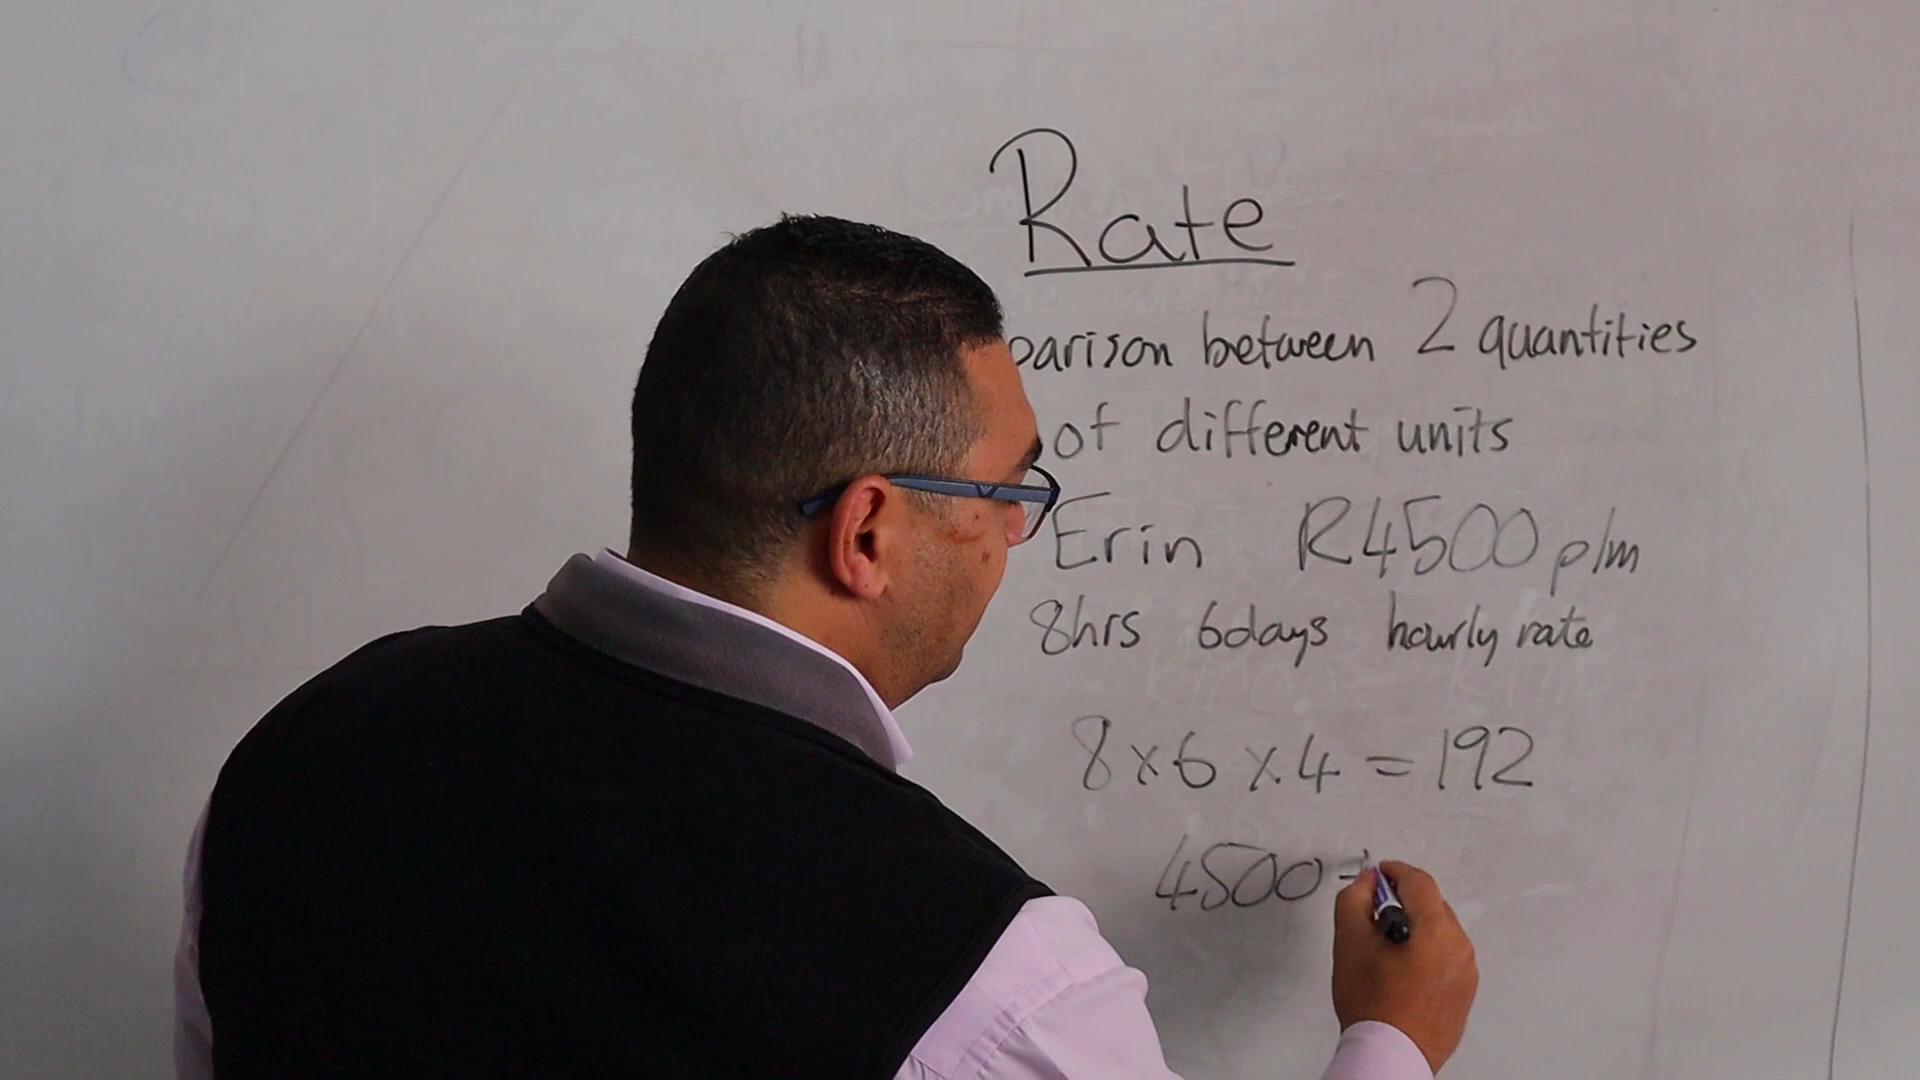 Rate
parison between 2 quantities
of different units
Erin R4500 p/m
8hrs 6days hourly rate
8 x 6 x 4 = 192
4500 ÷